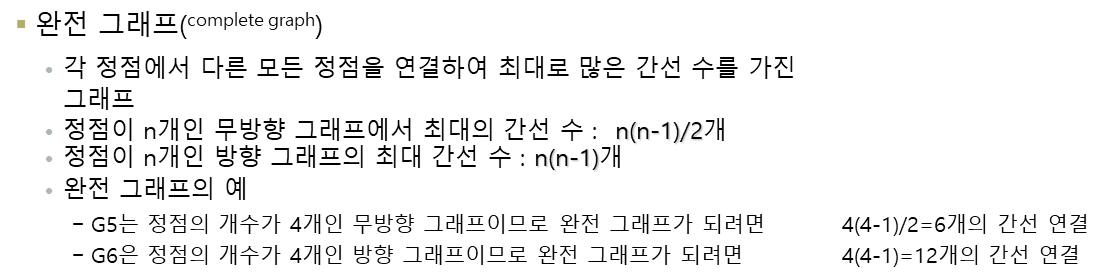 ▪ 완전 그래프(complete graph)
• 각 정점에서 다른 모든 정점을 연결하여 최대로 많은 간선 수를 가진
그래프
• 정점이 n개인 무방향 그래프에서 최대의 간선 수 : n(n-1)/2개
• 정점이 n개인 방향 그래프의 최대 간선 수 : n(n-1)개
• 완전 그래프의 예
– G5는 정점의 개수가 4개인 무방향 그래프이므로 완전 그래프가 되려면 4(4-1)/2=6개의 간선 연결
– G6은 정점의 개수가 4개인 방향 그래프이므로 완전 그래프가 되려면 4(4-1)=12개의 간선 연결